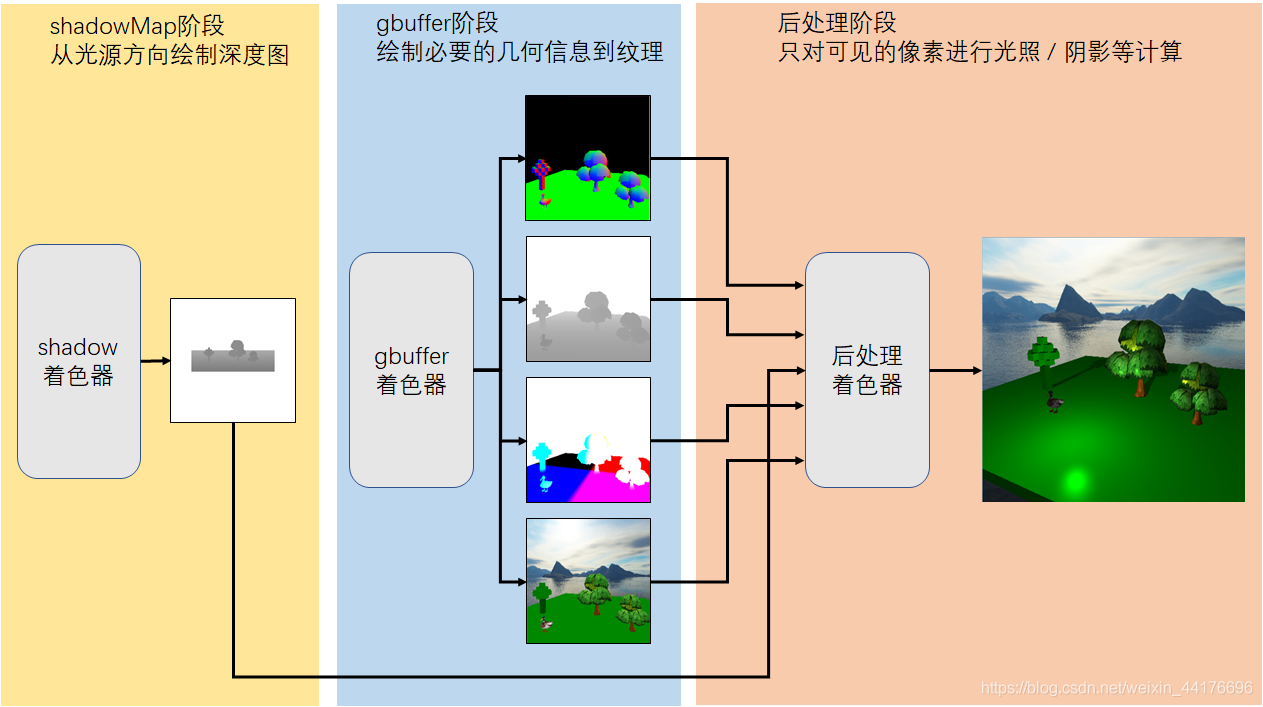 shadowMap阶段
从光源方向绘制深度图
gbuffer阶段
绘制必要的几何信息到纹理
后处理阶段
只对可见的像素进行光照 / 阴影等计算
shadow
着色器
gbuffer
着色器
后处理
着色器
https://blog.csdn.net/weixin_44176696